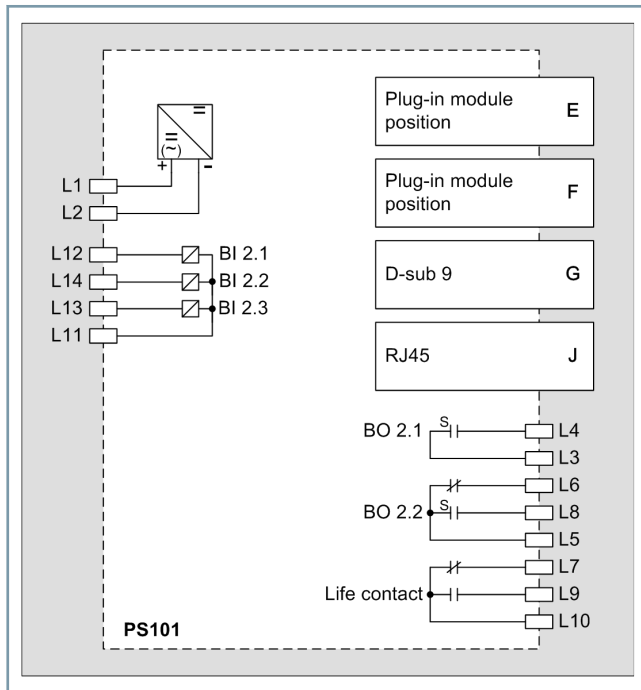 Plug-in module
position
E
=
=
(~)
+ -
Plug-in module
position
F
L1
L2
L12
BI 2.1
L14
BI 2.2
L13
BI 2.3
L11
D-sub 9
G
RJ45
J
BO 2.1
S
L4
L3
L6
BO 2.2
S
L8
L5
L7
Life contact
L9
L10
PS101